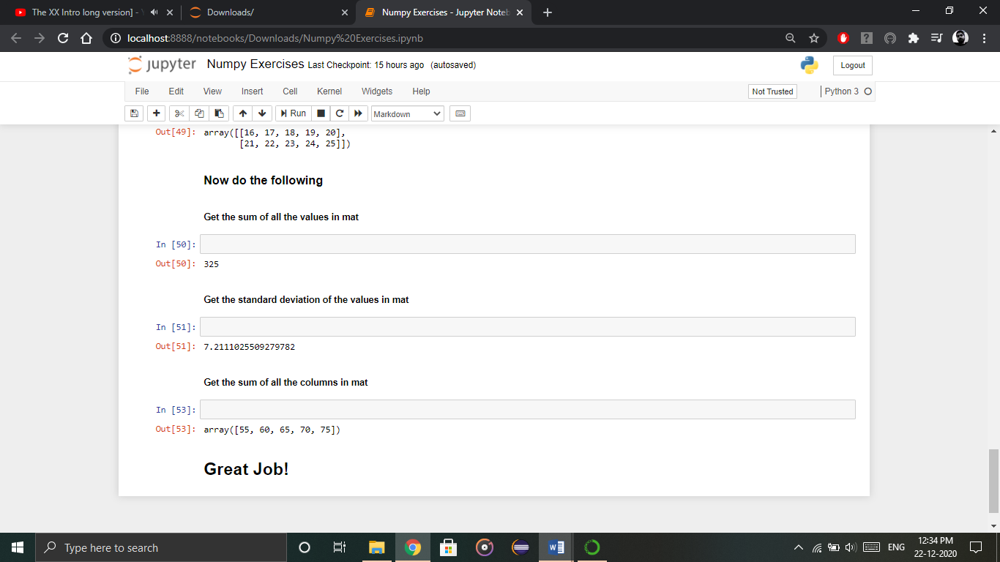 The XX Intro long version] -
Downloads/
Numpy Exercises - Jupyter Noteb
localhost:8888/notebooks/Downloads/Numpy%20Exercises.ipynb
jupyter Numpy Exercises Last Checkpoint: 15 hours ago (autosaved)
Logout
File Edit View Insert Cell Kernel Widgets Help
Not Trusted
Python 3
Run
Markdown
Out[49]: array([[16, 17, 18, 19, 20],
[21, 22, 23, 24, 25]])
Now do the following
Get the sum of all the values in mat
In [50]:
Out[50]: 325
Get the standard deviation of the values in mat
In [51]:
Out[51]: 7.2111025509279782
Get the sum of all the columns in mat
In [53]:
Out[53]: array([55, 60, 65, 70, 75])
Great Job!
Type here to search
ENG
12:34 PM
22-12-2020